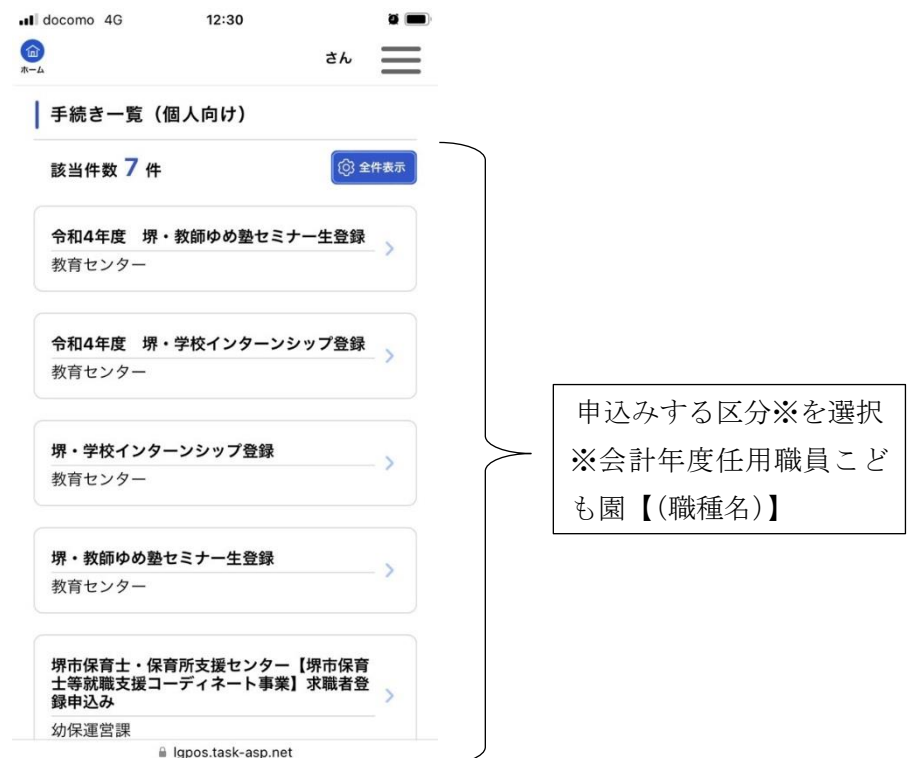 docomo 4G 12:30
ホーム
さん
手続き一覧（個人向け）
該当件数 7 件
全件表示
令和4年度　堺・教師ゆめ塾セミナー生登録
教育センター
令和4年度　堺・学校インターンシップ登録
教育センター
堺・学校インターンシップ登録
教育センター
堺・教師ゆめ塾セミナー生登録
教育センター
堺市保育士・保育所支援センター【堺市保育
士等就職支援コーディネート事業】求職者登
録申込み
幼保運営課
lgpos.task-asp.net
申込みする区分※を選択
※会計年度任用職員こど
も園【(職種名)】